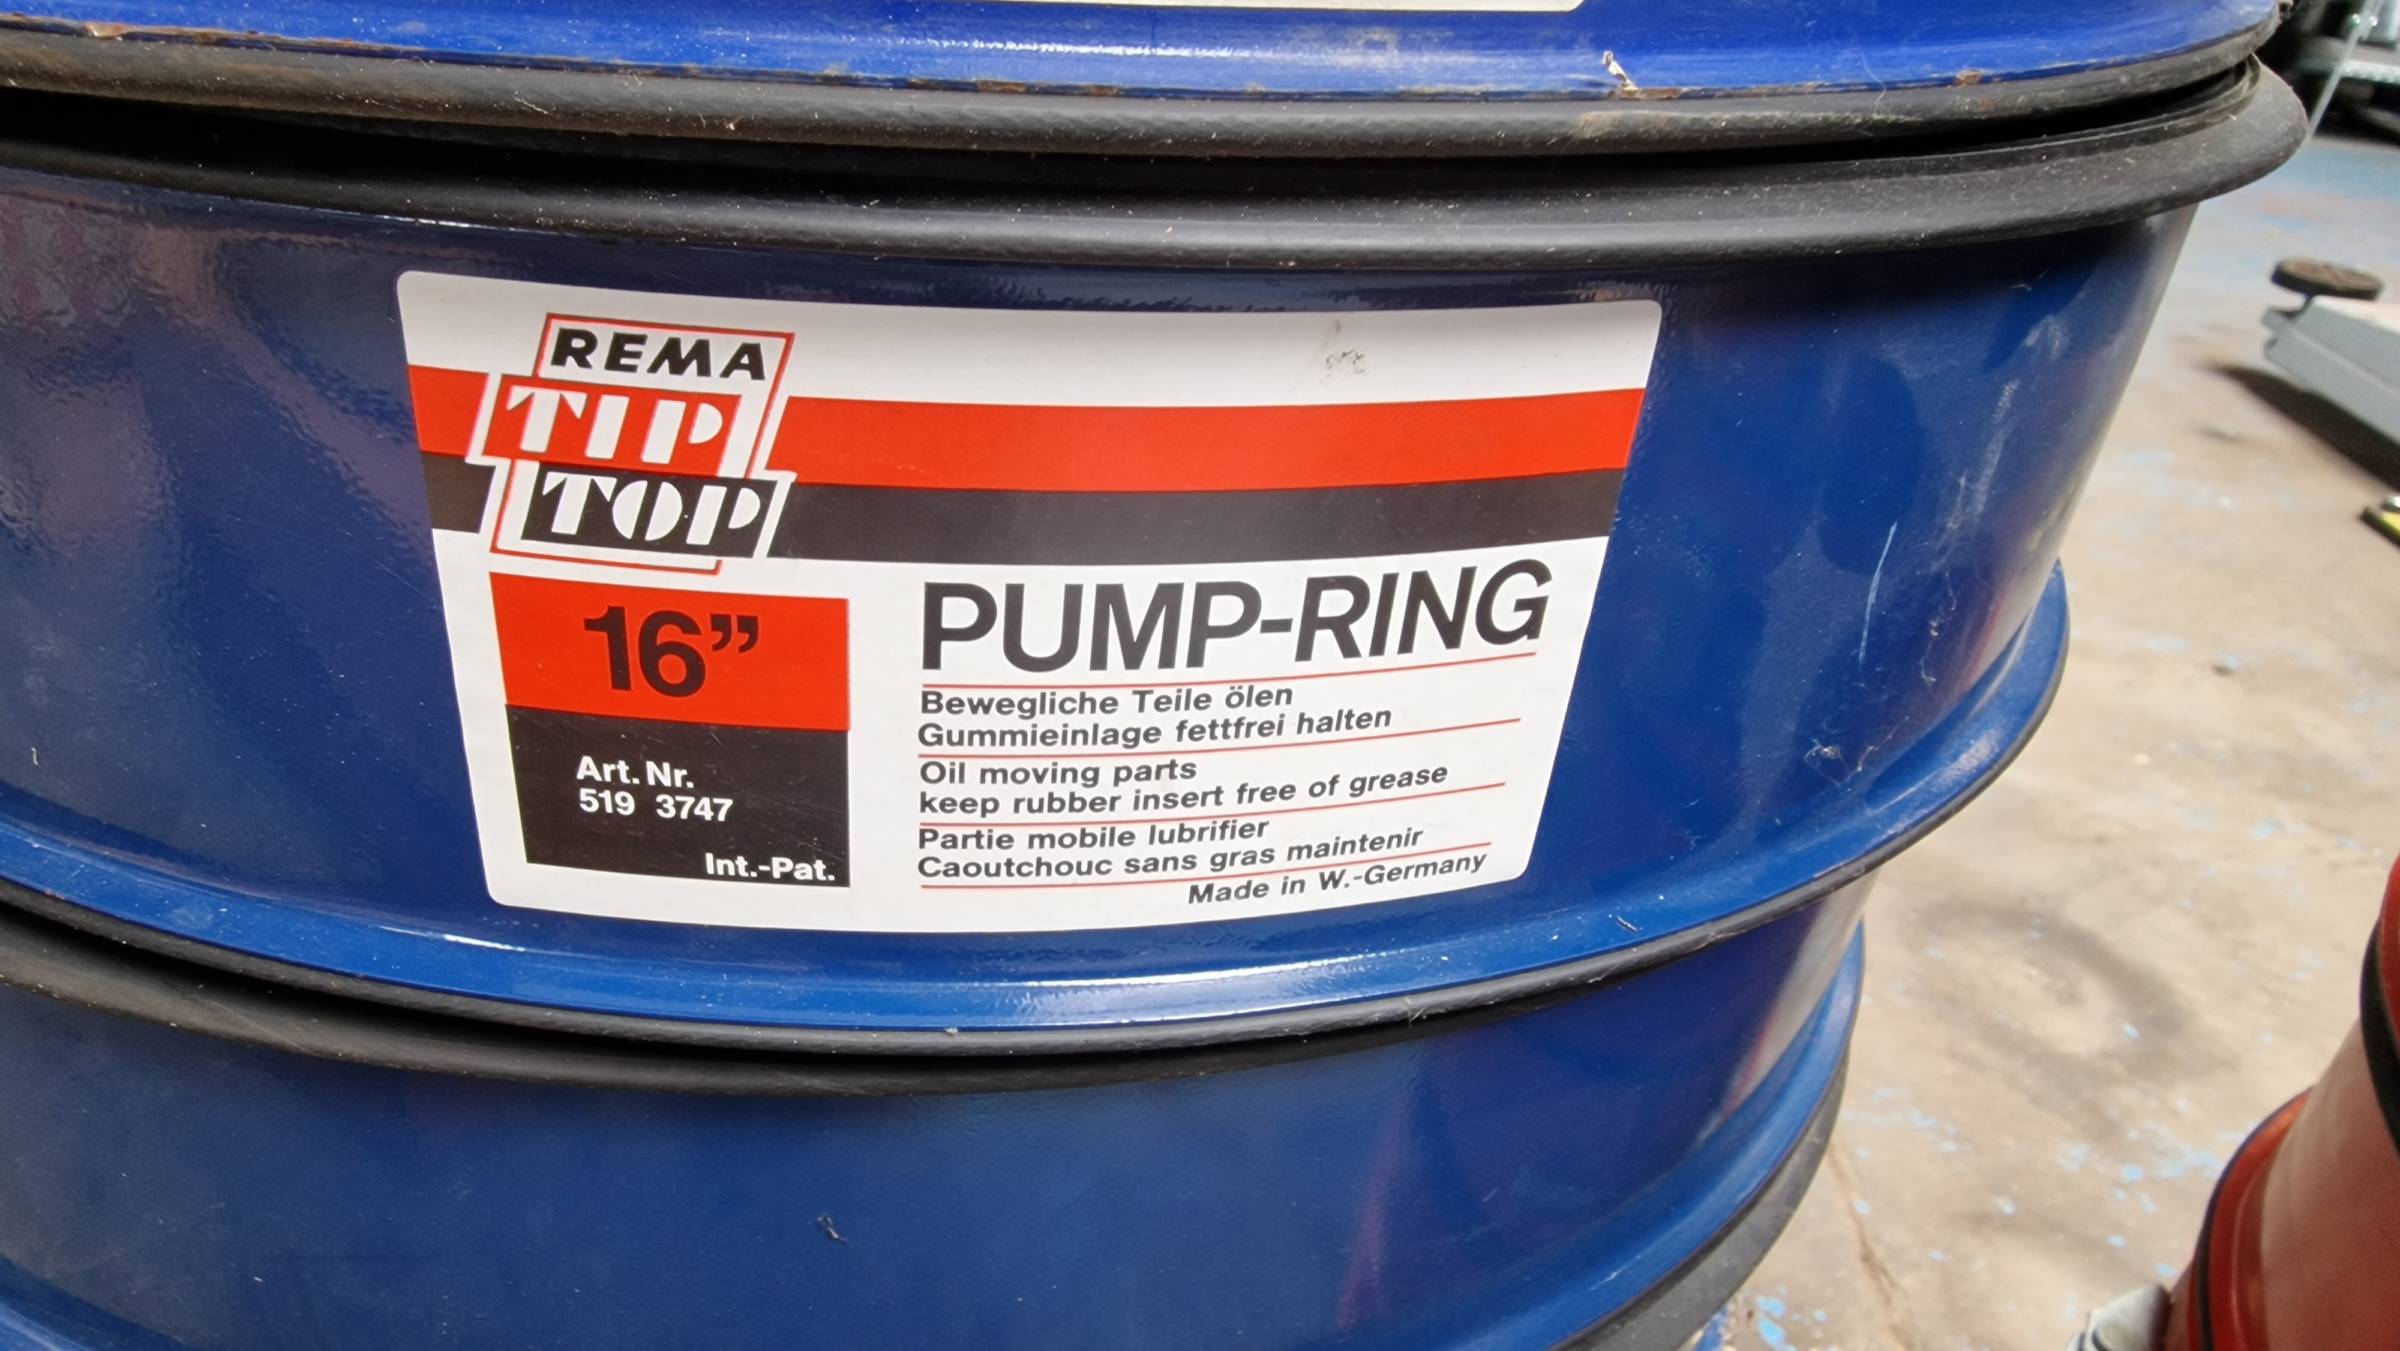 REMA
TIP
TOP
16”
Art. Nr.
519 3747
Int.-Pat.
PUMP-RING
Bewegliche Teile ölen
Gummieinlage fettfrei halten
Oil moving parts
keep rubber insert free of grease
Partie mobile lubrifier
Caoutchouc sans gras maintenir
Made in W.-Germany